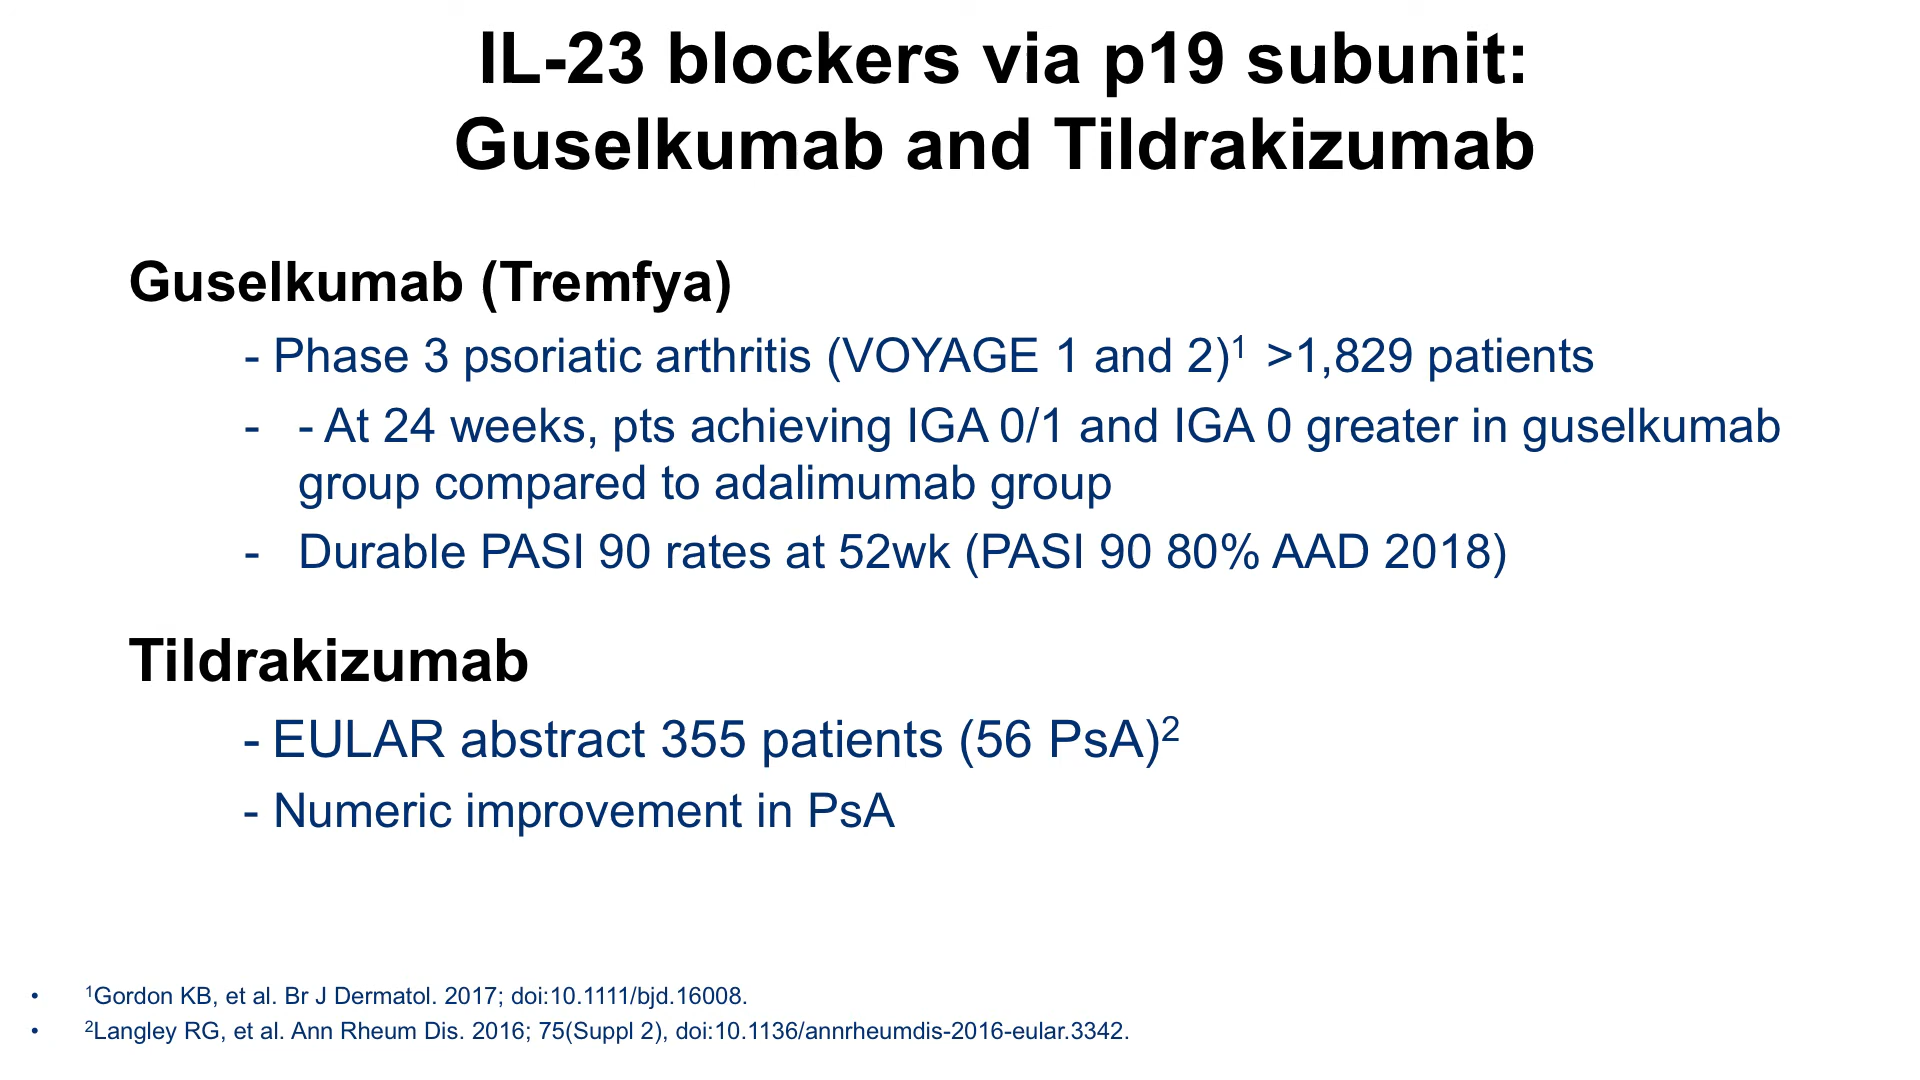 IL-23 blockers via p19 subunit:
Guselkumab and Tildrakizumab
Guselkumab (Tremfya)
- Phase 3 psoriatic arthritis (VOYAGE 1 and 2)¹ >1,829 patients
- - At 24 weeks, pts achieving IGA 0/1 and IGA 0 greater in guselkumab
group compared to adalimumab group
- Durable PASI 90 rates at 52wk (PASI 90 80% AAD 2018)
Tildrakizumab
- EULAR abstract 355 patients (56 PsA)²
- Numeric improvement in PsA
• ¹Gordon KB, et al. Br J Dermatol. 2017; doi:10.1111/bjd.16008.
• ²Langley RG, et al. Ann Rheum Dis. 2016; 75(Suppl 2), doi:10.1136/annrheumdis-2016-eular.3342.